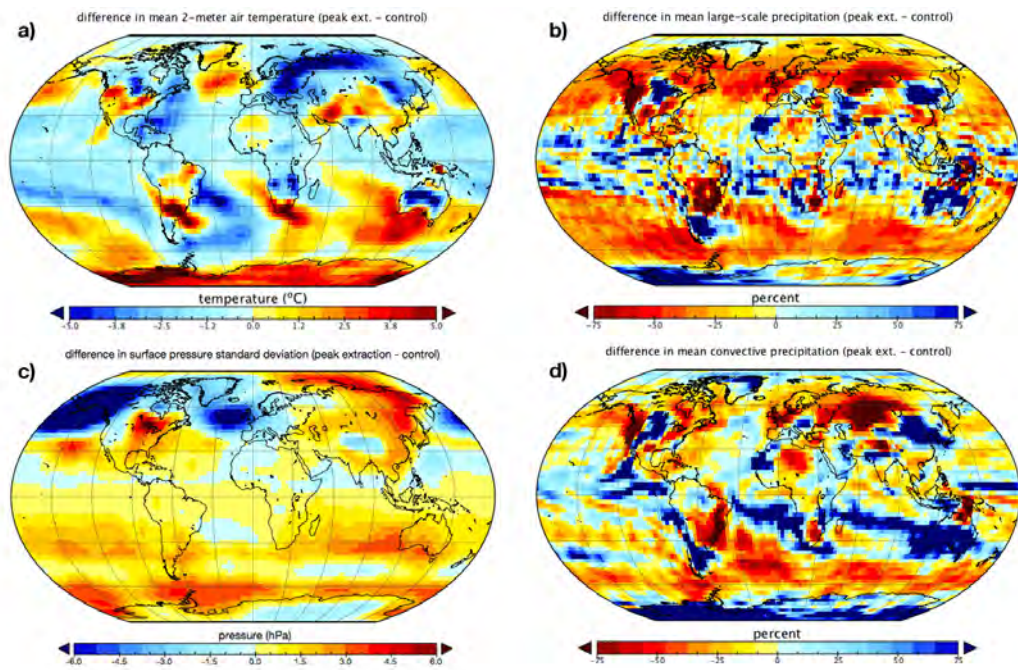 difference in mean 2-meter air temperature (peak ext. - control)
a)
temperature (°C)
-5.0 -3.8 -2.5 -1.2 0.0 1.2 2.5 3.8 5.0
difference in mean large-scale precipitation (peak ext. - control)
b)
percent
-75 -50 -25 0 25 50 75
difference in surface pressure standard deviation (peak extraction - control)
c)
pressure (hPa)
-6.0 -4.5 -3.0 -1.5 0.0 1.5 3.0 4.5 6.0
difference in mean convective precipitation (peak ext. - control)
d)
percent
-75 -50 -25 0 25 50 75